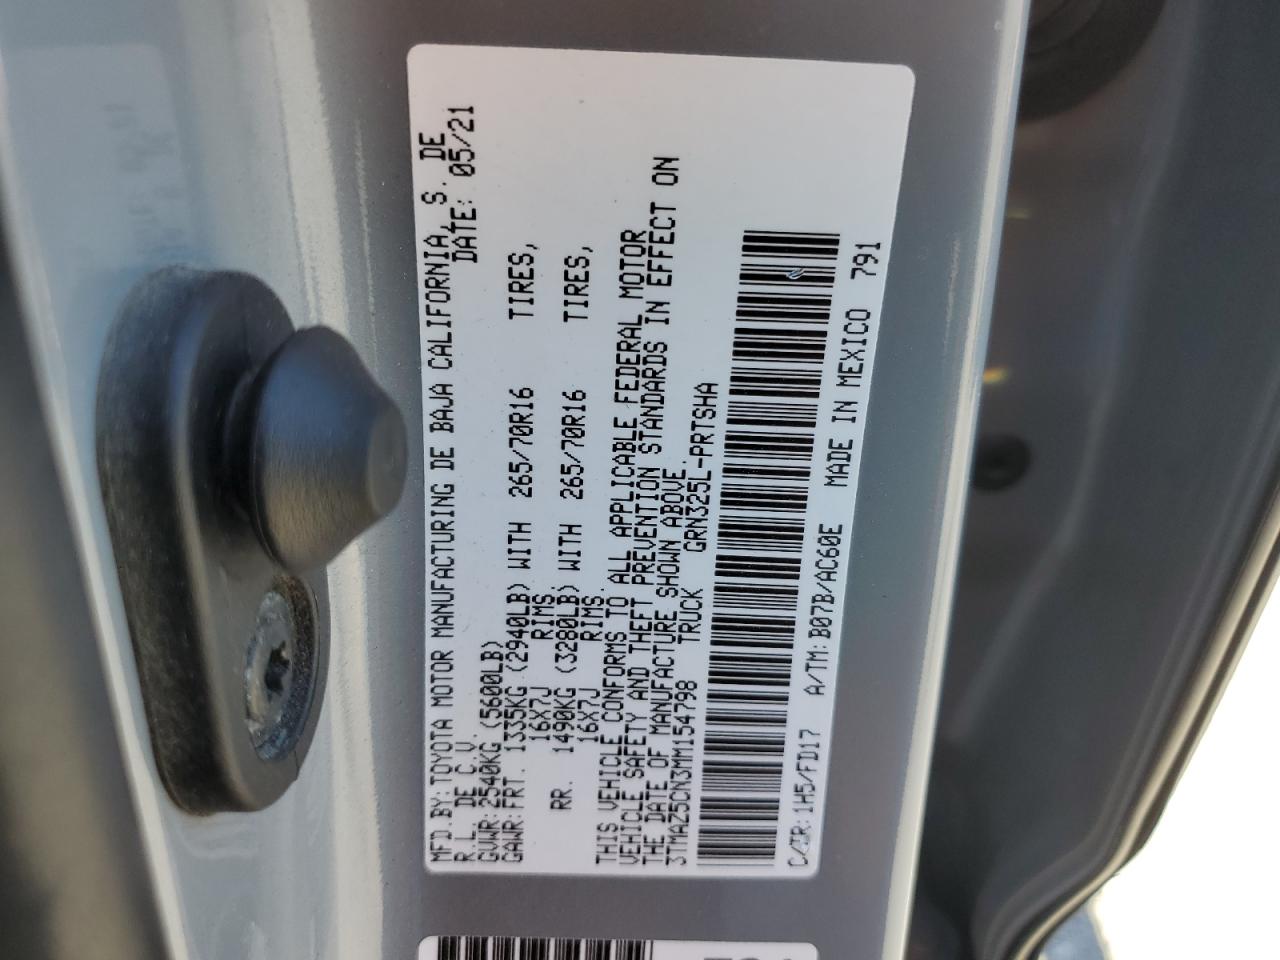 MFD.BY:TOYOTA MOTOR MANUFACTURING DE BAJA CALIFORNIA, S. DE
R.L. DE C.V. DATE: 05/21
GVWR:2540KG (5600LB)
GAWR:FRT. 1335KG (2940LB) WITH 265/70R16 TIRES,
16X7J RIMS,
RR. 1490KG (3280LB) WITH 265/70R16 TIRES,
16X7J RIMS.
THIS VEHICLE CONFORMS TO ALL APPLICABLE FEDERAL MOTOR
VEHICLE SAFETY AND THEFT PREVENTION STANDARDS IN EFFECT ON
THE DATE OF MANUFACTURE SHOWN ABOVE.
3TMAZ5CN3MM154798 TRUCK GRN325L-PRTSHA
C/TR:1H5/FD17 A/TM:B07B/AC60E MADE IN MEXICO 791